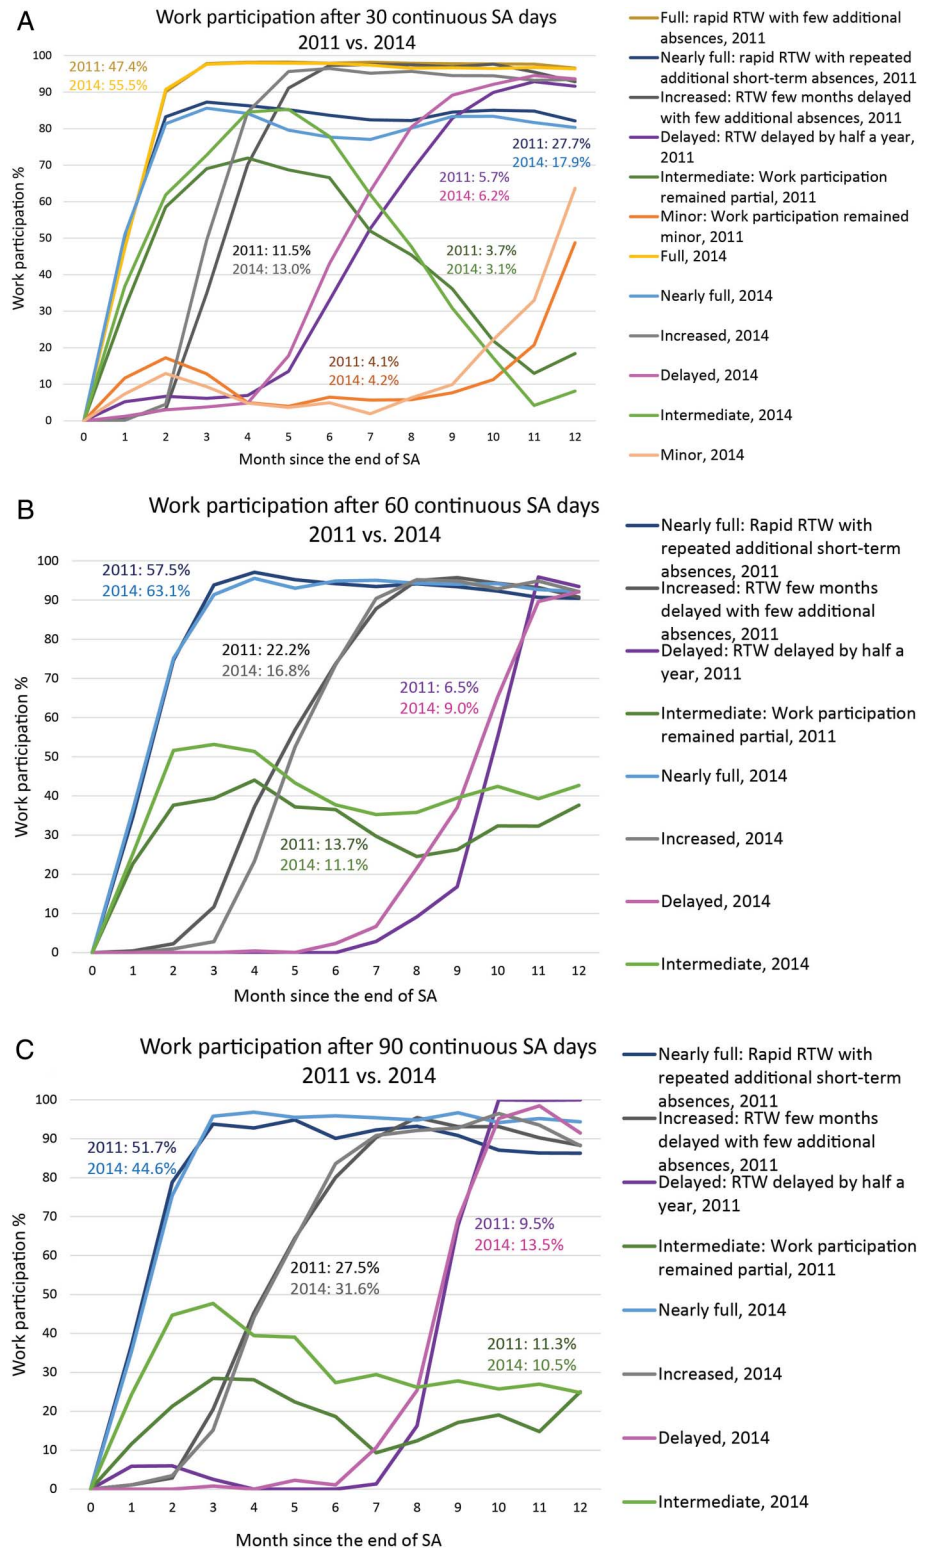 A
Work participation after 30 continuous SA days
2011 vs. 2014
Work participation %
100
90
80
70
60
50
40
30
20
10
0
2011: 47.4%
2014: 55.5%
2011: 27.7%
2014: 17.9%
2011: 5.7%
2014: 6.2%
2011: 11.5%
2014: 13.0%
2011: 3.7%
2014: 3.1%
2011: 4.1%
2014: 4.2%
0 1 2 3 4 5 6 7 8 9 10 11 12
Month since the end of SA
Full: rapid RTW with few additional
absences, 2011
Nearly full: rapid RTW with repeated
additional short-term absences, 2011
Increased: RTW few months delayed
with few additional absences, 2011
Delayed: RTW delayed by half a year,
2011
Intermediate: Work participation
remained partial, 2011
Minor: Work participation remained
minor, 2011
Full, 2014
Nearly full, 2014
Increased, 2014
Delayed, 2014
Intermediate, 2014
Minor, 2014
B
Work participation after 60 continuous SA days
2011 vs. 2014
Work participation %
100
90
80
70
60
50
40
30
20
10
0
2011: 57.5%
2014: 63.1%
2011: 22.2%
2014: 16.8%
2011: 6.5%
2014: 9.0%
2011: 13.7%
2014: 11.1%
0 1 2 3 4 5 6 7 8 9 10 11 12
Month since the end of SA
Nearly full: Rapid RTW with
repeated additional short-term
absences, 2011
Increased: RTW few months
delayed with few additional
absences, 2011
Delayed: RTW delayed by half a
year, 2011
Intermediate: Work participation
remained partial, 2011
Nearly full, 2014
Increased, 2014
Delayed, 2014
Intermediate, 2014
C
Work participation after 90 continuous SA days
2011 vs. 2014
Work participation %
100
90
80
70
60
50
40
30
20
10
0
2011: 51.7%
2014: 44.6%
2011: 9.5%
2014: 13.5%
2011: 27.5%
2014: 31.6%
2011: 11.3%
2014: 10.5%
0 1 2 3 4 5 6 7 8 9 10 11 12
Month since the end of SA
Nearly full: Rapid RTW with
repeated additional short-term
absences, 2011
Increased: RTW few months
delayed with few additional
absences, 2011
Delayed: RTW delayed by half a
year, 2011
Intermediate: Work participation
remained partial, 2011
Nearly full, 2014
Increased, 2014
Delayed, 2014
Intermediate, 2014